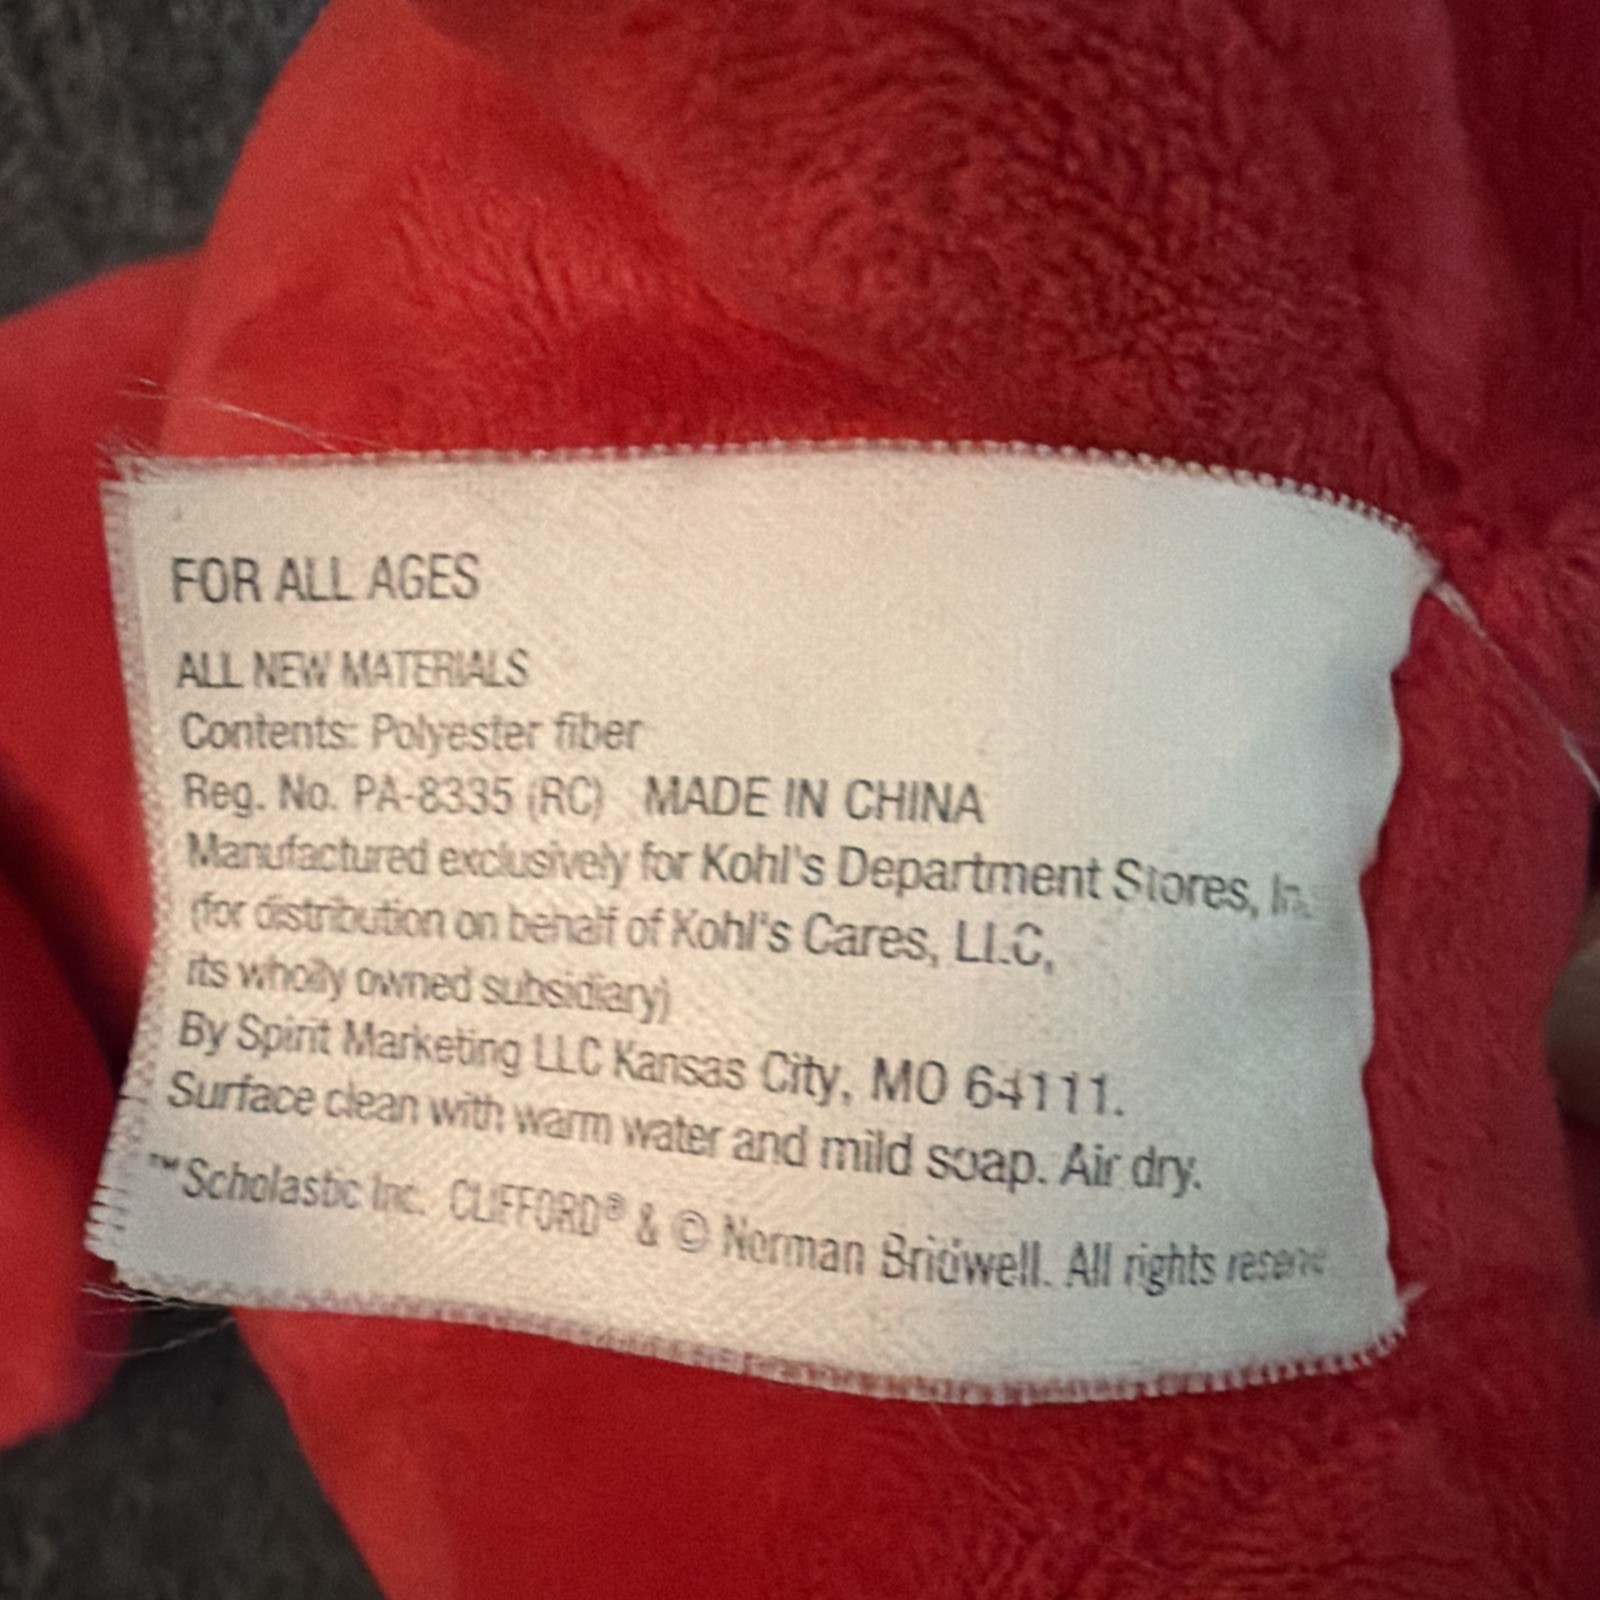 FOR ALL AGES
ALL NEW MATERIALS
Contents: Polyester fiber
Reg. No. PA-8335 (RC) MADE IN CHINA
Manufactured exclusively for Kohl's Department Stores,
(for distribution on behalf of Kohl's Cares, LLC,
its wholly owned subsidiary)
By Spirit Marketing LLC Kansas City, MO 64111.
Surface clean with warm water and mild soap. Air dry.
™Scholastic Inc. CLIFFORD® & © Norman Bridwell. All rights